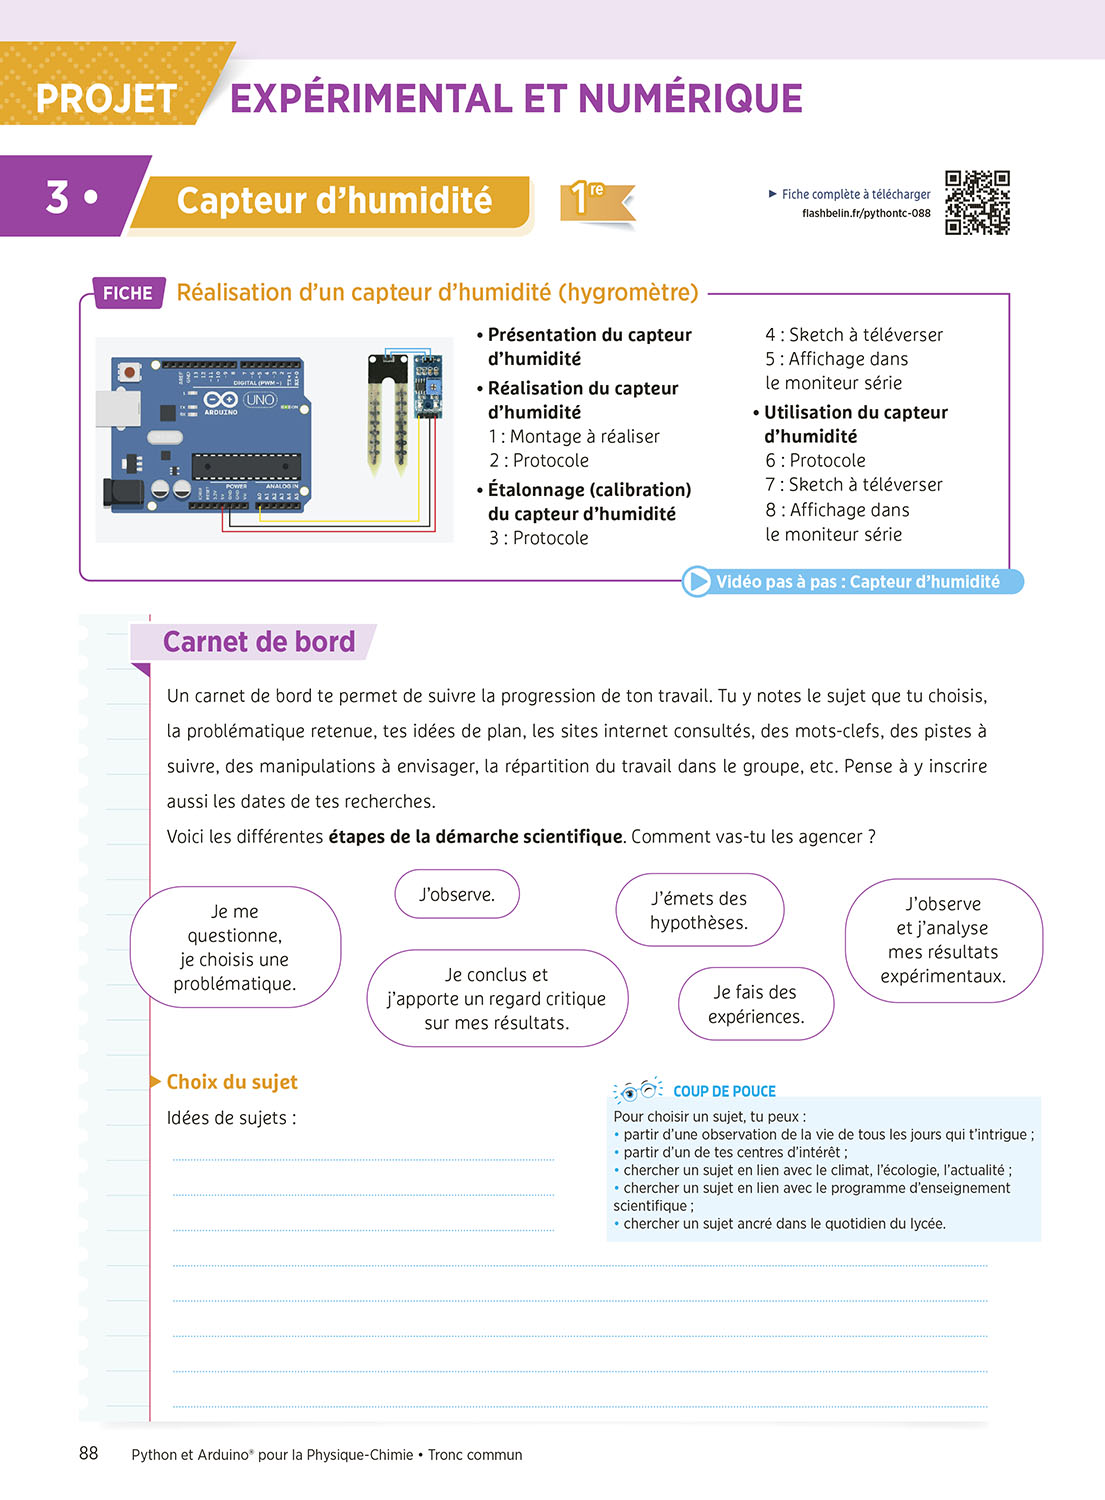 PROJET EXPÉRIMENTAL ET NUMÉRIQUE
3 • Capteur d'humidité
1re
► Fiche complète à télécharger
flashbelin.fr/pythontc-088
FICHE Réalisation d'un capteur d'humidité (hygromètre)
DIGITAL (PWM~)
ARDUINO
UNO
ON
POWER
ANALOG IN
• Présentation du capteur
d'humidité
• Réalisation du capteur
d'humidité
1 : Montage à réaliser
2 : Protocole
• Étalonnage (calibration)
du capteur d'humidité
3 : Protocole
4 : Sketch à téléverser
5 : Affichage dans
le moniteur série
• Utilisation du capteur
d'humidité
6 : Protocole
7 : Sketch à téléverser
8 : Affichage dans
le moniteur série
Vidéo pas à pas : Capteur d'humidité
Carnet de bord
Un carnet de bord te permet de suivre la progression de ton travail. Tu y notes le sujet que tu choisis,
la problématique retenue, tes idées de plan, les sites internet consultés, des mots-clefs, des pistes à
suivre, des manipulations à envisager, la répartition du travail dans le groupe, etc. Pense à y inscrire
aussi les dates de tes recherches.
Voici les différentes étapes de la démarche scientifique. Comment vas-tu les agencer ?
Je me
questionne,
je choisis une
problématique.
J'observe.
J'émets des
hypothèses.
J'observe
et j'analyse
mes résultats
expérimentaux.
Je conclus et
j'apporte un regard critique
sur mes résultats.
Je fais des
expériences.
Choix du sujet
Idées de sujets :
COUP DE POUCE
Pour choisir un sujet, tu peux :
• partir d'une observation de la vie de tous les jours qui t'intrigue ;
• partir d'un de tes centres d'intérêt ;
• chercher un sujet en lien avec le climat, l'écologie, l'actualité ;
• chercher un sujet en lien avec le programme d'enseignement
scientifique ;
• chercher un sujet ancré dans le quotidien du lycée.
88 Python et Arduino® pour la Physique-Chimie • Tronc commun